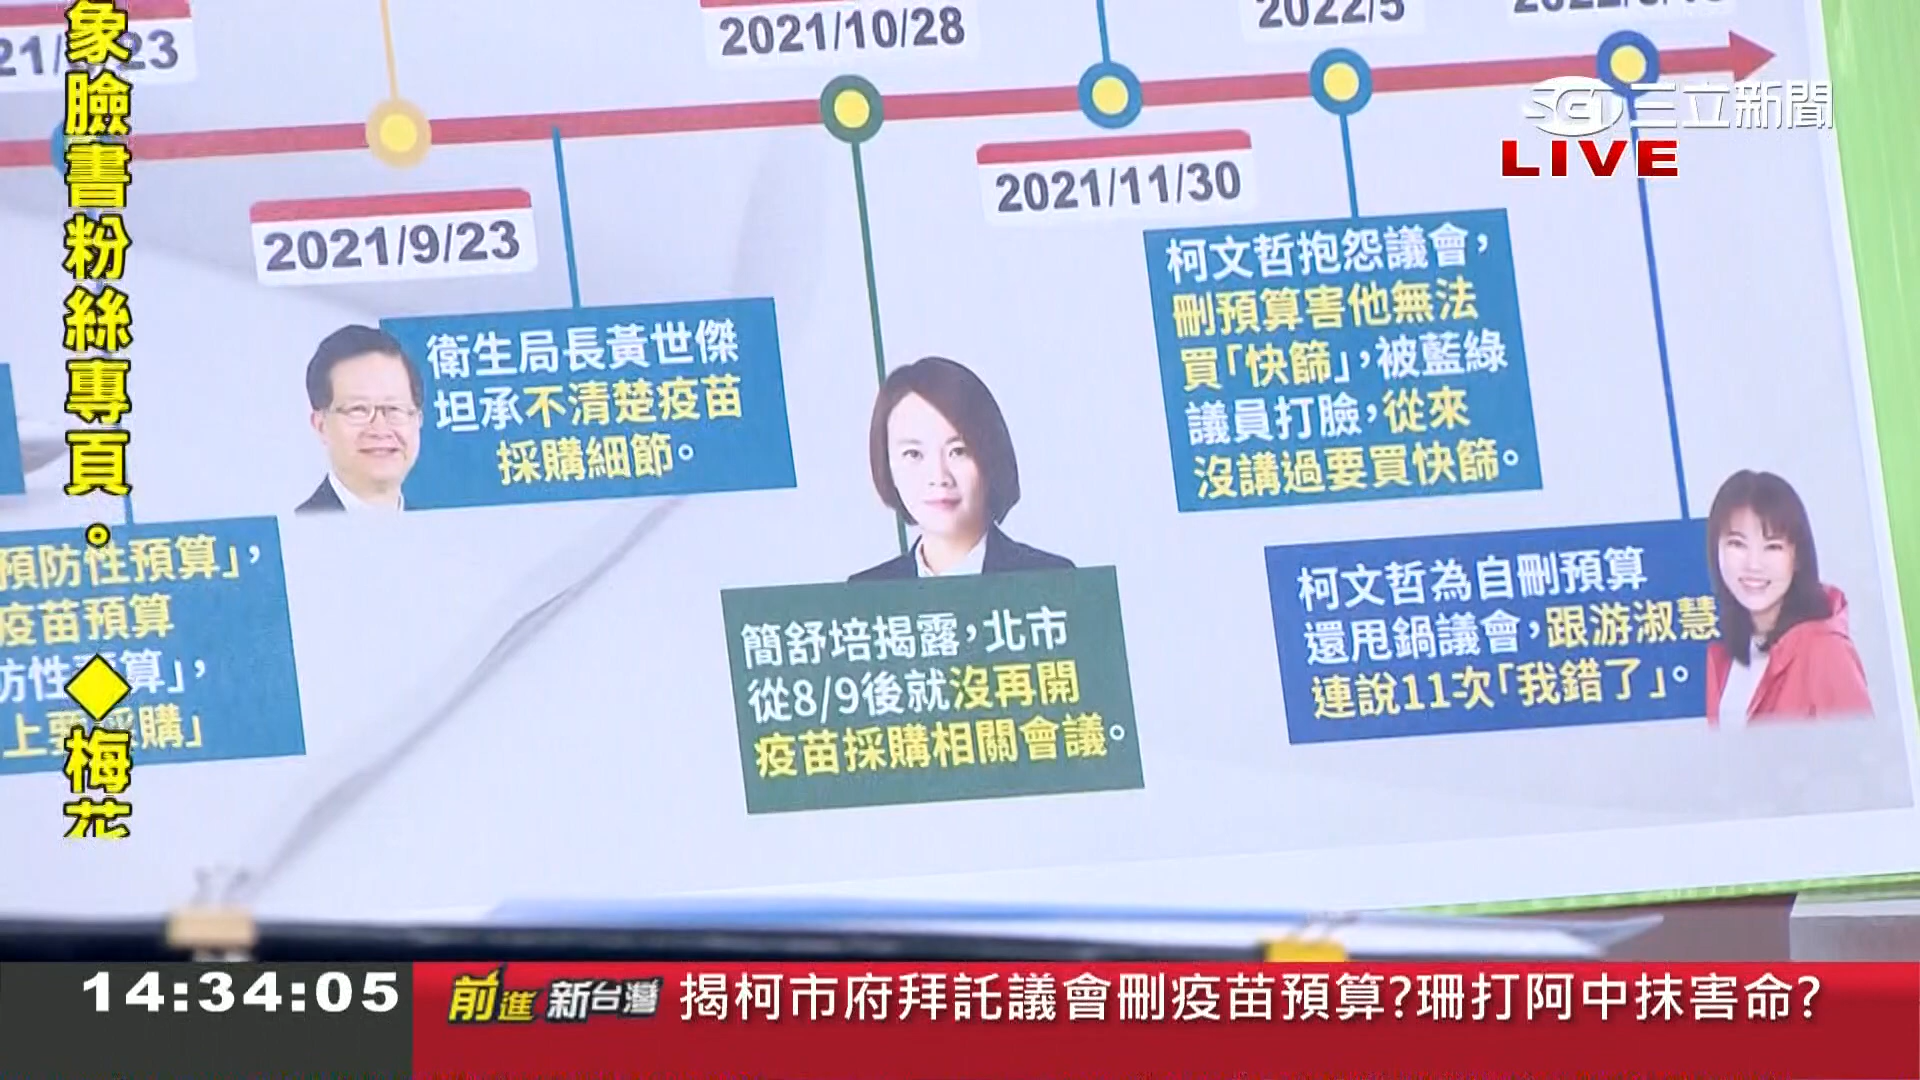 2021/10/28
2022/5
SET三立新聞
LIVE
2021/9/23
2021/11/30
衛生局長黃世傑
坦承不清楚疫苗
採購細節。
柯文哲抱怨議會，
刪預算害他無法
買「快篩」，被藍綠
議員打臉，從來
沒講過要買快篩。
預防性預算」，
疫苗預算
簡舒培揭露，北市
從8/9後就沒再開
疫苗採購相關會議。
柯文哲為自刪預算
還甩鍋議會，跟游淑慧
連說11次「我錯了」。
象臉書粉絲專頁。◆梅花
14:34:05
前進新台灣
揭柯市府拜託議會刪疫苗預算?珊打阿中抹害命?